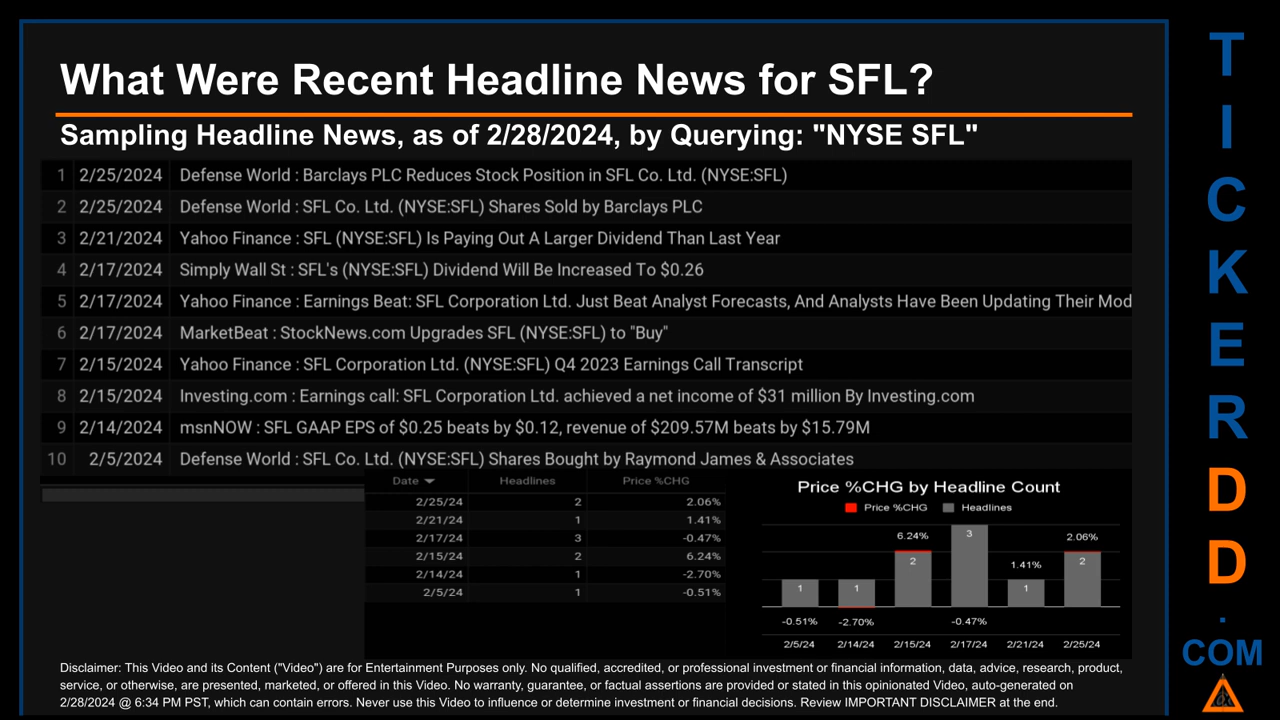 What Were Recent Headline News for SFL?
Sampling Headline News, as of 2/28/2024, by Querying: "NYSE SFL"
1 2/25/2024 Defense World : Barclays PLC Reduces Stock Position in SFL Co. Ltd. (NYSE:SFL)
2 2/25/2024 Defense World : SFL Co. Ltd. (NYSE:SFL) Shares Sold by Barclays PLC
3 2/21/2024 Yahoo Finance : SFL (NYSE:SFL) Is Paying Out A Larger Dividend Than Last Year
4 2/17/2024 Simply Wall St : SFL's (NYSE:SFL) Dividend Will Be Increased To $0.26
5 2/17/2024 Yahoo Finance : Earnings Beat: SFL Corporation Ltd. Just Beat Analyst Forecasts, And Analysts Have Been Updating Their Mod
6 2/17/2024 MarketBeat : StockNews.com Upgrades SFL (NYSE:SFL) to "Buy"
7 2/15/2024 Yahoo Finance : SFL Corporation Ltd. (NYSE:SFL) Q4 2023 Earnings Call Transcript
8 2/15/2024 Investing.com : Earnings call: SFL Corporation Ltd. achieved a net income of $31 million By Investing.com
9 2/14/2024 msnNOW : SFL GAAP EPS of $0.25 beats by $0.12, revenue of $209.57M beats by $15.79M
10 2/5/2024 Defense World : SFL Co. Ltd. (NYSE:SFL) Shares Bought by Raymond James & Associates
Date Headlines Price %CHG
2/25/24 2 2.06%
2/21/24 1 1.41%
2/17/24 3 -0.47%
2/15/24 2 6.24%
2/14/24 1 -2.70%
2/5/24 1 -0.51%
Price %CHG by Headline Count
Price %CHG Headlines
6.24% 3 2.06%
1 1 2 1.41% 1 2
-0.51% -2.70% -0.47%
2/5/24 2/14/24 2/15/24 2/17/24 2/21/24 2/25/24
Disclaimer: This Video and its Content ("Video") are for Entertainment Purposes only. No qualified, accredited, or professional investment or financial information, data, advice, research, product,
service, or otherwise, are presented, marketed, or offered in this Video. No warranty, guarantee, or factual assertions are provided or stated in this opinionated Video, auto-generated on
2/28/2024 @ 6:34 PM PST, which can contain errors. Never use this Video to influence or determine investment or financial decisions. Review IMPORTANT DISCLAIMER at the end.
T
I
C
K
E
R
D
D
.
COM